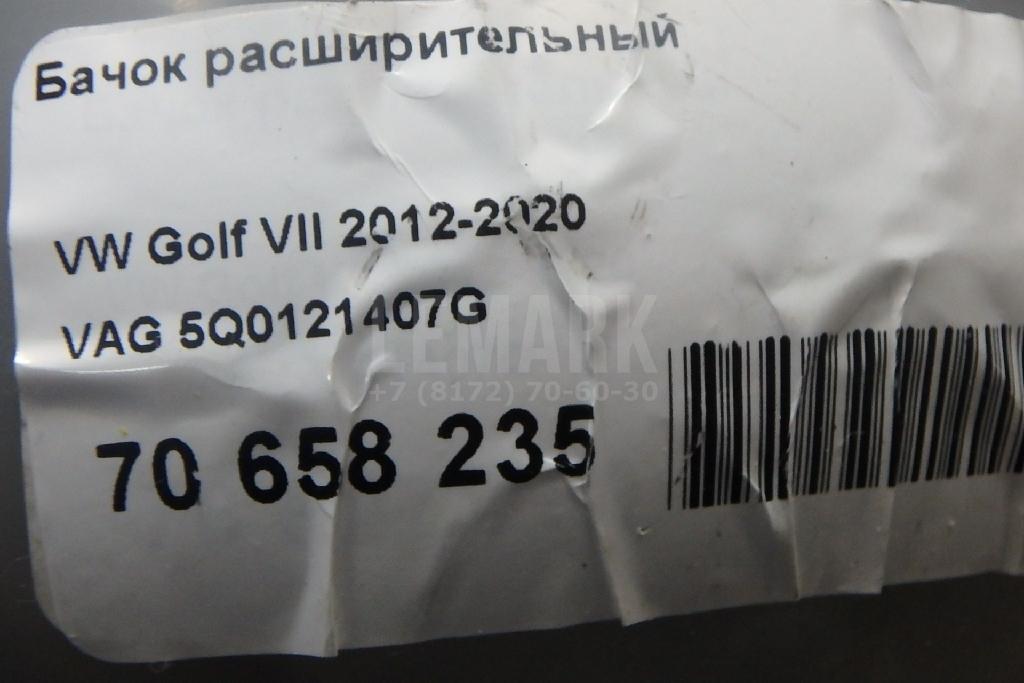 Бачок расширительный
VW Golf VII 2012-2020
VAG 5Q0121407G
LEMARK
+7 (8172) 70-60-30
70 658 235